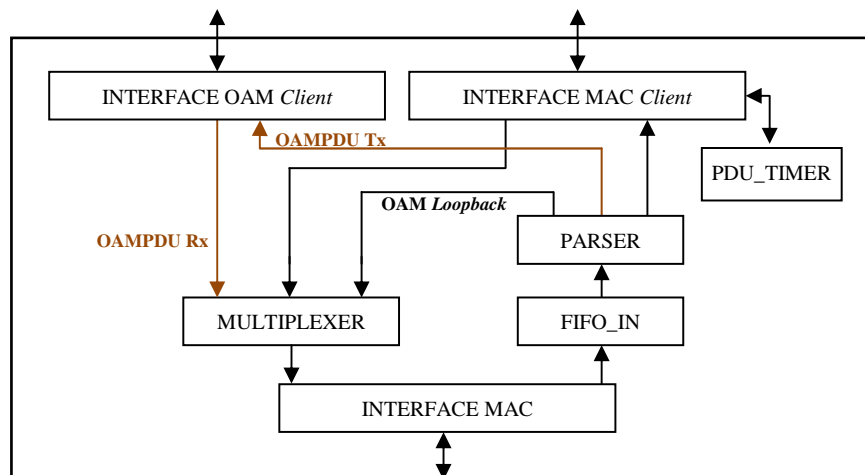 INTERFACE OAM Client
INTERFACE MAC Client
OAMPDU Tx
PDU_TIMER
OAM Loopback
OAMPDU Rx
PARSER
MULTIPLEXER
FIFO_IN
INTERFACE MAC